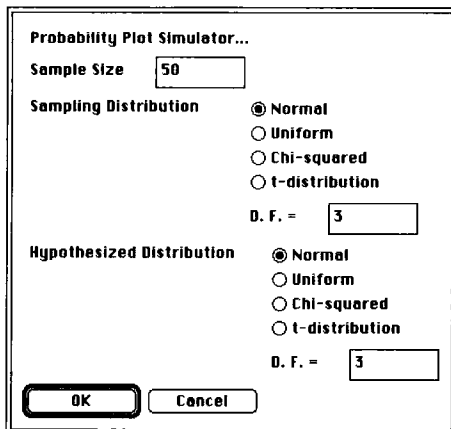 Probability Plot Simulator...
Sample Size 50
Sampling Distribution Normal
Uniform
Chi-squared
t-distribution
D. F. = 3
Hypothesized Distribution Normal
Uniform
Chi-squared
t-distribution
D. F. = 3
OK Cancel